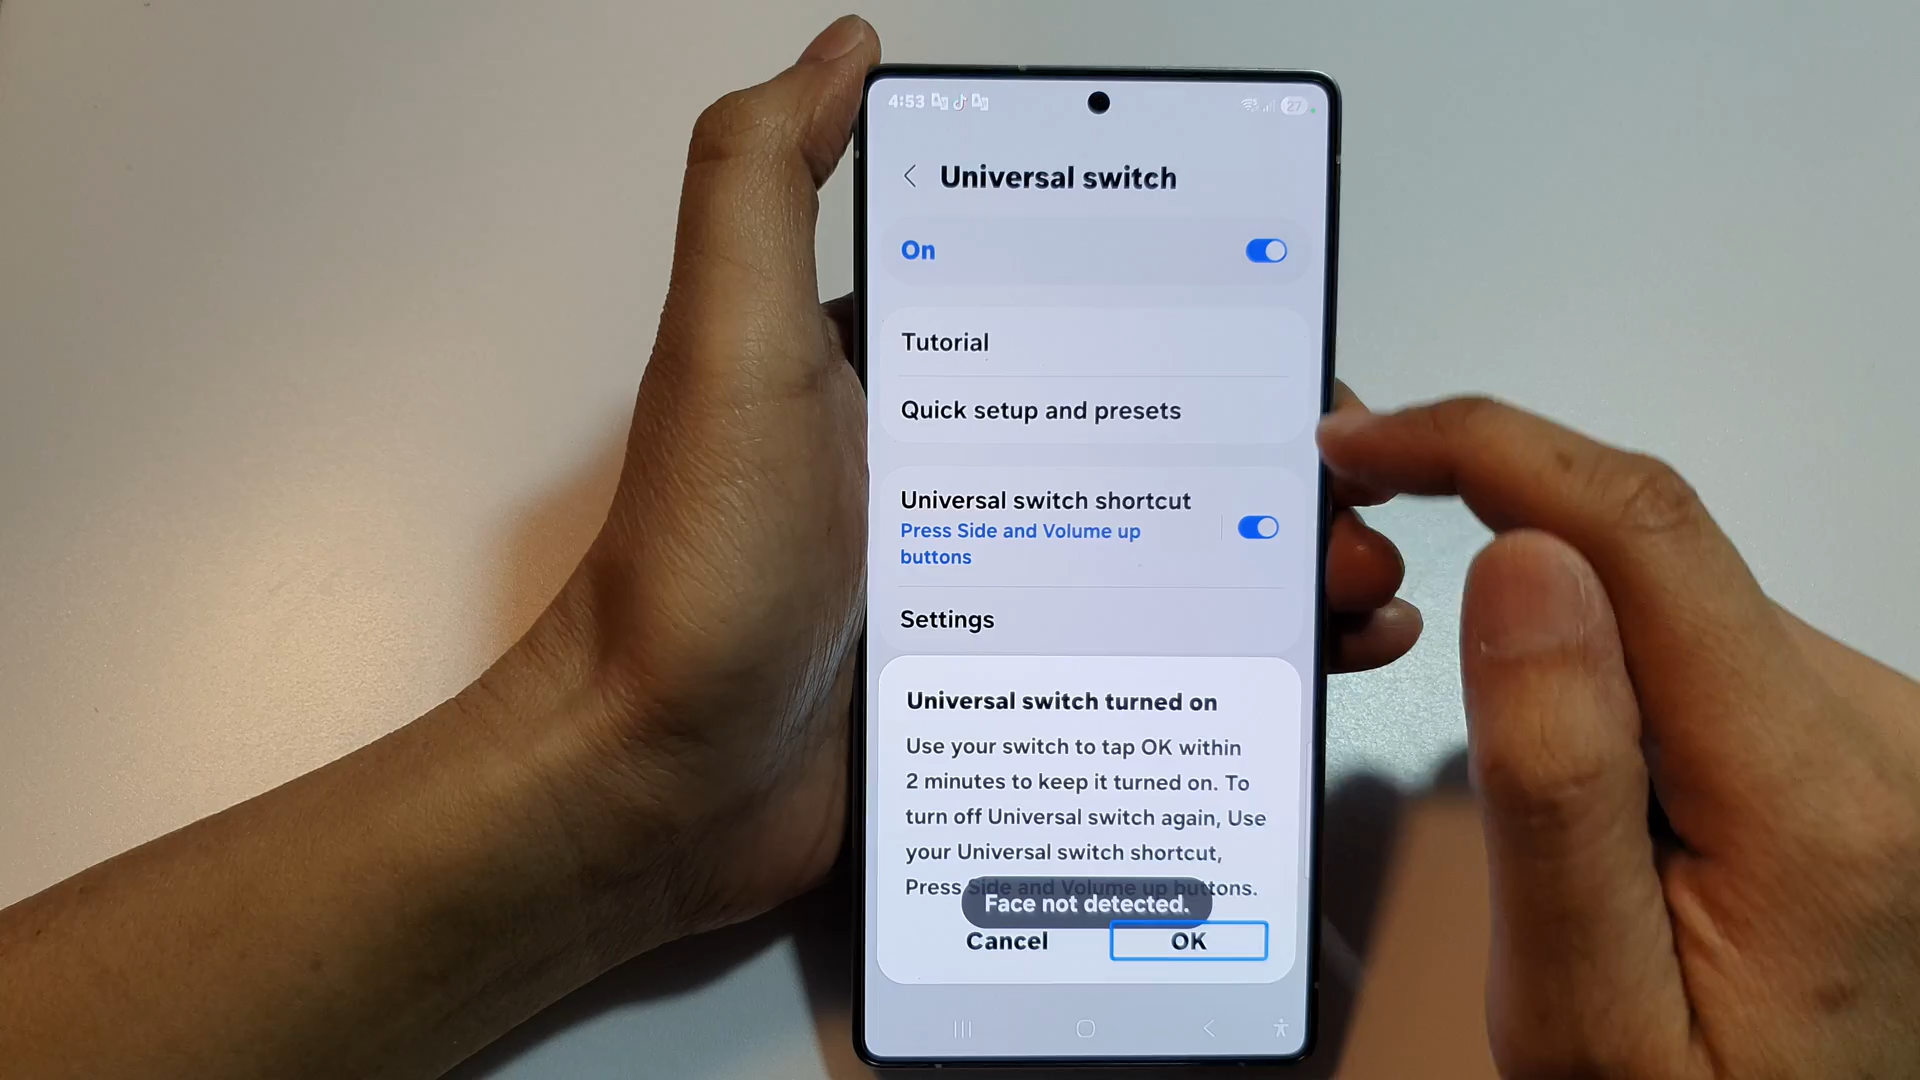 4:53
27
Universal switch
On
Tutorial
Quick setup and presets
Universal switch shortcut
Press Side and Volume up
buttons
Settings
Universal switch turned on
Use your switch to tap OK within
2 minutes to keep it turned on. To
turn off Universal switch again, Use
your Universal switch shortcut,
Press Side and Volume up buttons.
Face not detected.
Cancel OK